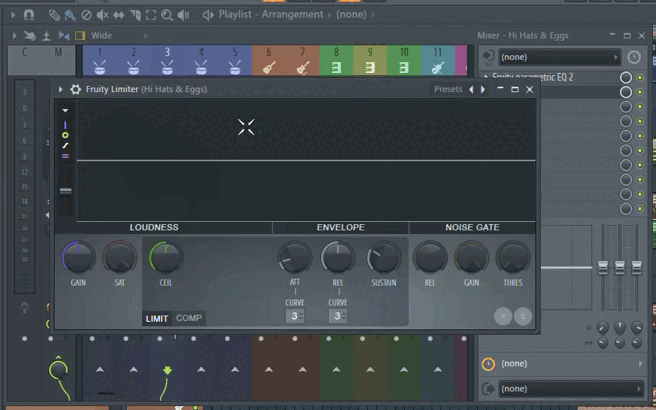 Playlist - Arrangement
(none)
Mixer - Hi Hats & Eggs
Wide
C M 1 2 3 4 5 6 7 8 9 10 11
(none)
Fruity parametric EQ 2
Fruity Limiter (Hi Hats & Eggs)
Presets
LOUDNESS ENVELOPE NOISE GATE
GAIN SAT CEIL ATT REL SUSTAIN REL GAIN THRES
CURVE CURVE
3 3
LIMIT COMP
(none)
(none)